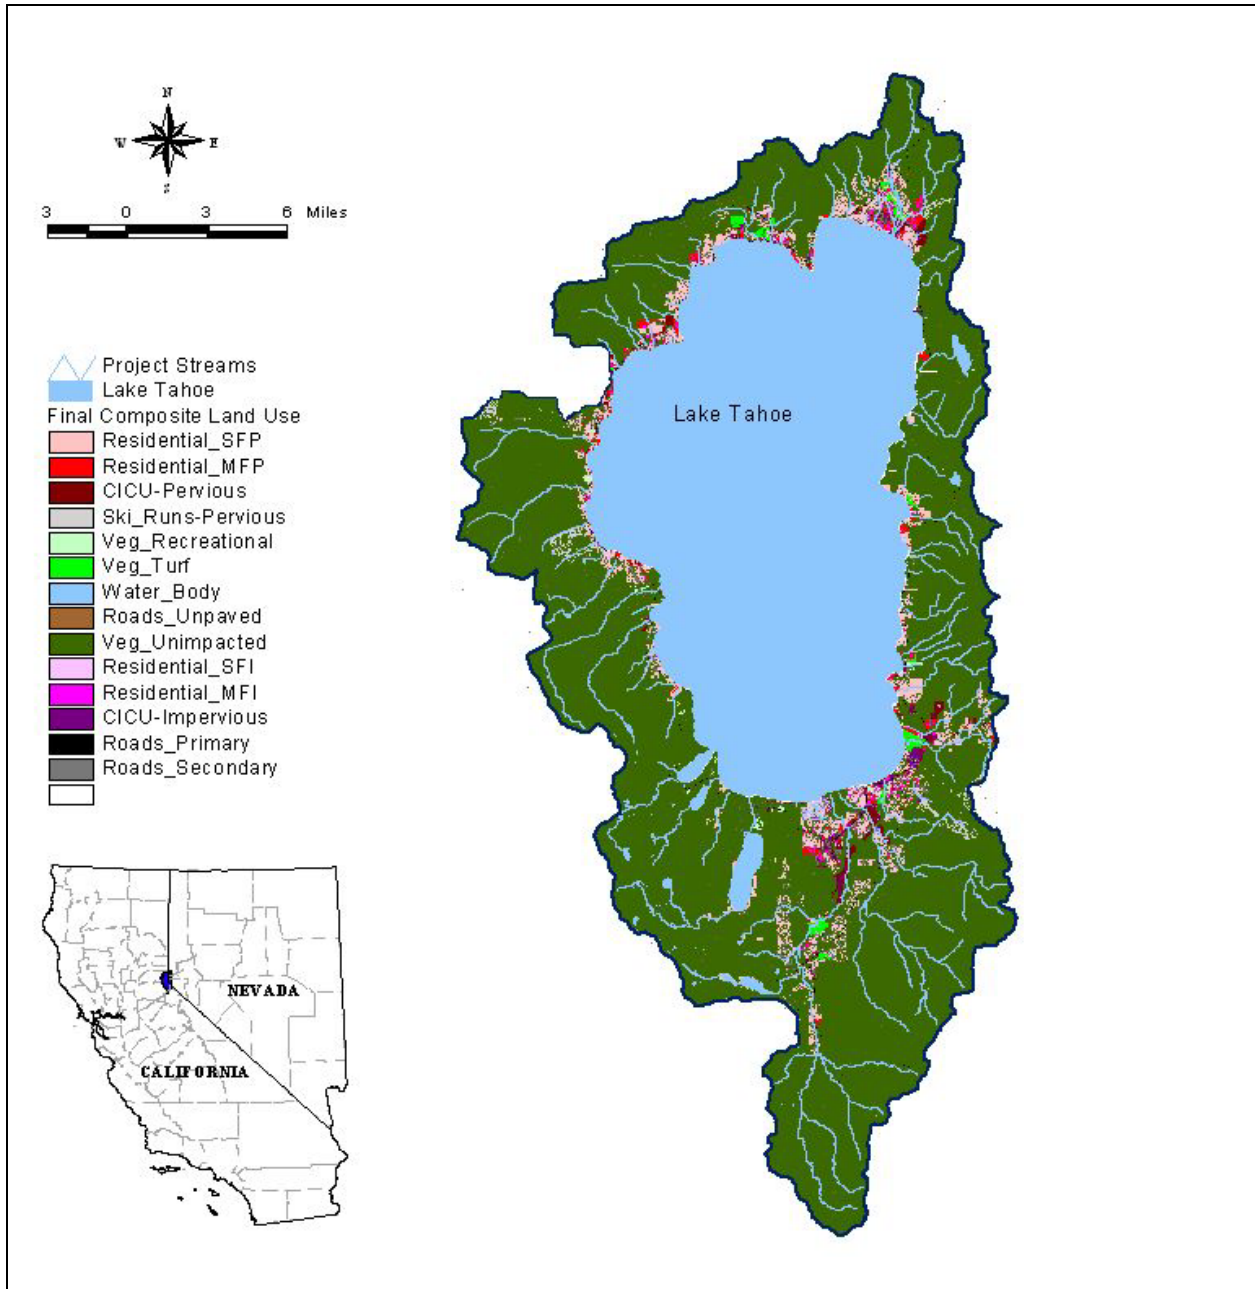 N
W E
S
3 0 3 6 Miles
Project Streams
Lake Tahoe
Final Composite Land Use
Residential_SFP
Residential_MFP
CICU-Pervious
Ski_Runs-Pervious
Veg_Recreational
Veg_Turf
Water_Body
Roads_Unpaved
Veg_Unimpacted
Residential_SFI
Residential_MFI
CICU-Impervious
Roads_Primary
Roads_Secondary
Lake Tahoe
NEVADA
CALIFORNIA